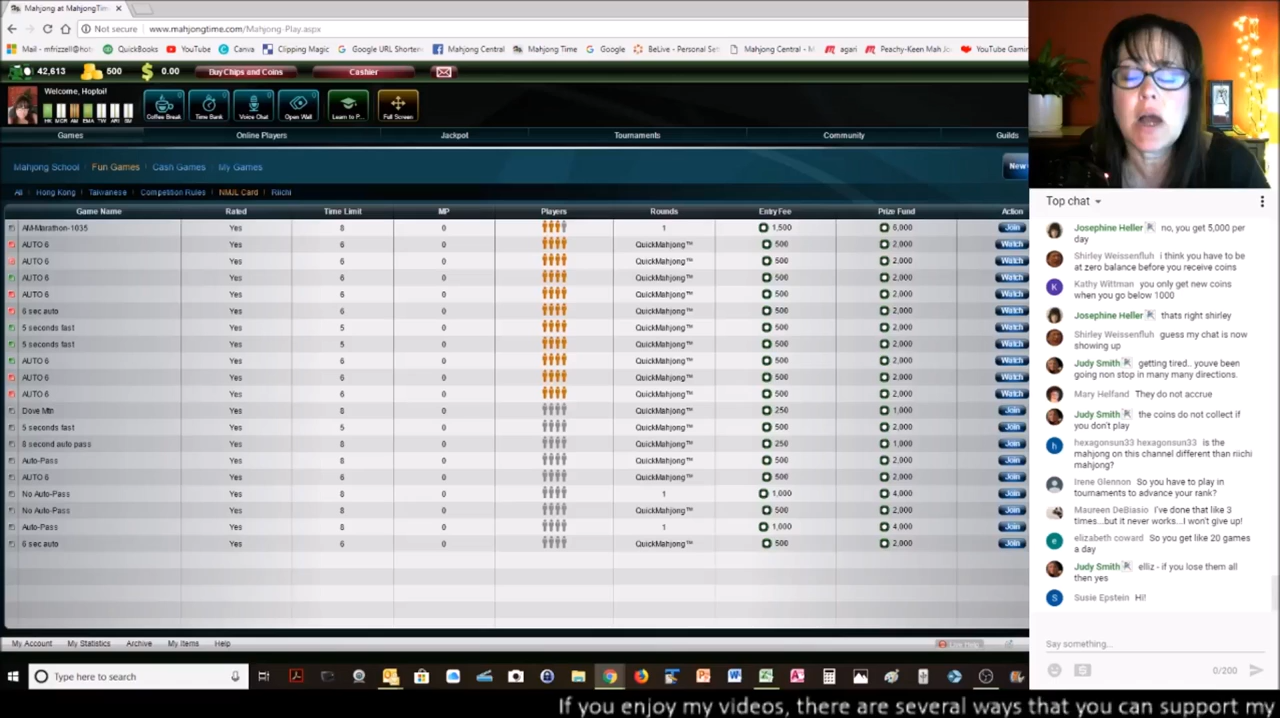 Mahjong at MahjongTime
Not secure www.mahjongtime.com/Mahjong-Play.aspx
Mail - mfrizzell@hot QuickBooks YouTube Canva Clipping Magic Google URL Shorten Mahjong Central Mahjong Time Google BeLive - Personal Se Mahjong Central - M agari Peachy-Keen Mah Jo YouTube Gamin
42,613 500 0.00 Buy Chips and Coins Cashier
Welcome, Hoptoi!
HK MCR AM EMA TW ARI
Coffee Break Time Bank Voice Chat Open Wall Learn to P... Full Screen
Games Online Players Jackpot Tournaments Community Guilds
Mahjong School Fun Games Cash Games My Games New
All Hong Kong Taiwanese Competition Rules NMJL Card Riichi
Game Name Rated Time Limit MP Players Rounds Entry Fee Prize Fund Action
AM-Marathon-1035 Yes 8 0 1 1,500 6,000 Join
AUTO 6 Yes 6 0 QuickMahjong™ 500 2,000 Watch
AUTO 6 Yes 6 0 QuickMahjong™ 500 2,000 Watch
AUTO 6 Yes 6 0 QuickMahjong™ 500 2,000 Watch
AUTO 6 Yes 6 0 QuickMahjong™ 500 2,000 Watch
6 sec auto Yes 6 0 QuickMahjong™ 500 2,000 Watch
5 seconds fast Yes 5 0 QuickMahjong™ 500 2,000 Watch
5 seconds fast Yes 5 0 QuickMahjong™ 500 2,000 Watch
AUTO 6 Yes 6 0 QuickMahjong™ 500 2,000 Watch
AUTO 6 Yes 6 0 QuickMahjong™ 500 2,000 Watch
AUTO 6 Yes 6 0 QuickMahjong™ 500 2,000 Watch
Dove Mtn Yes 8 0 QuickMahjong™ 250 1,000 Join
5 seconds fast Yes 5 0 QuickMahjong™ 500 2,000 Join
8 second auto pass Yes 8 0 QuickMahjong™ 250 1,000 Join
Auto-Pass Yes 8 0 QuickMahjong™ 500 2,000 Join
AUTO 6 Yes 6 0 QuickMahjong™ 500 2,000 Join
No Auto-Pass Yes 8 0 1 1,000 4,000 Join
No Auto-Pass Yes 8 0 QuickMahjong™ 500 2,000 Join
Auto-Pass Yes 8 0 1 1,000 4,000 Join
6 sec auto Yes 6 0 QuickMahjong™ 500 2,000 Join
My Account My Statistics Archive My Items Help
Type here to search
Top chat
Josephine Heller no, you get 5,000 per
day
Shirley Weissenfluh i think you have to be
at zero balance before you receive coins
K Kathy Wittman you only get new coins
when you go below 1000
Josephine Heller thats right shirley
Shirley Weissenfluh guess my chat is now
showing up
Judy Smith getting tired.. youve been
going non stop in many many directions.
Mary Helfand They do not accrue
Judy Smith the coins do not collect if
you don't play
h hexagonsun33 hexagonsun33 is the
mahjong on this channel different than riichi
mahjong?
Irene Glennon So you have to play in
tournaments to advance your rank?
Maureen DeBiasio I've done that like 3
times...but it never works...I won't give up!
e elizabeth coward So you get like 20 games
a day
Judy Smith elliz - if you lose them all
then yes
S Susie Epstein Hi!
Say something...
0/200
If you enjoy my videos, there are several ways that you can support my